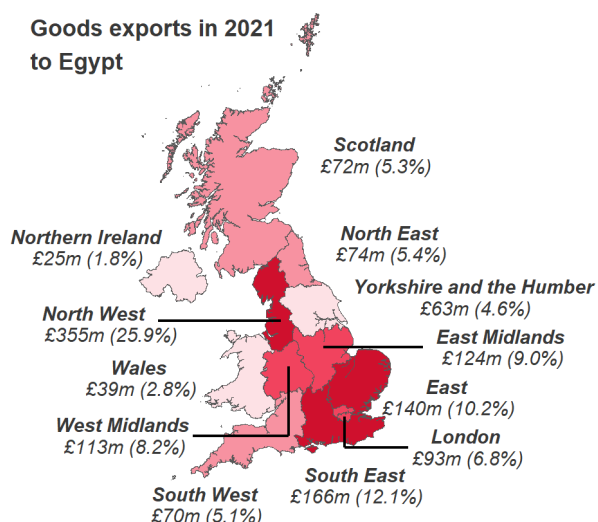 Goods exports in 2021
to Egypt
Scotland
£72m (5.3%)
Northern Ireland
£25m (1.8%)
North East
£74m (5.4%)
Yorkshire and the Humber
£63m (4.6%)
North West
£355m (25.9%)
East Midlands
£124m (9.0%)
Wales
£39m (2.8%)
East
£140m (10.2%)
West Midlands
£113m (8.2%)
London
£93m (6.8%)
South East
£166m (12.1%)
South West
£70m (5.1%)